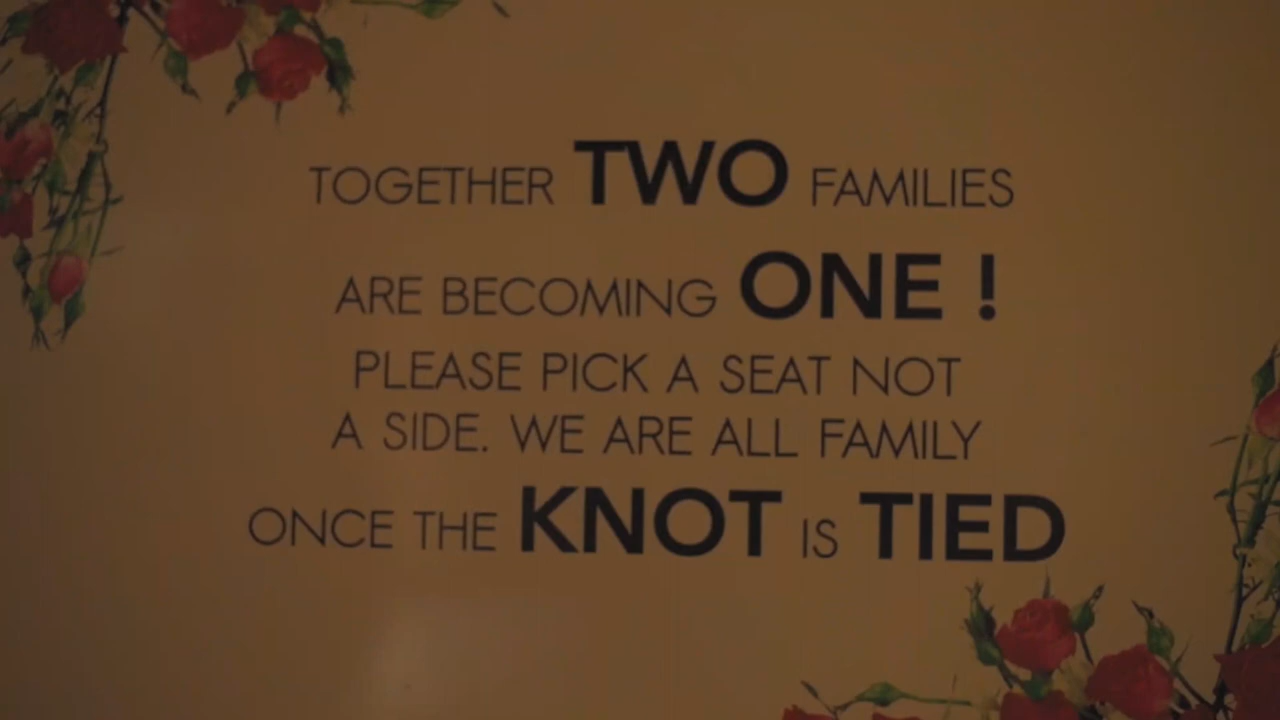 TOGETHER TWO FAMILIES
ARE BECOMING ONE !
PLEASE PICK A SEAT NOT
A SIDE. WE ARE ALL FAMILY
ONCE THE KNOT IS TIED